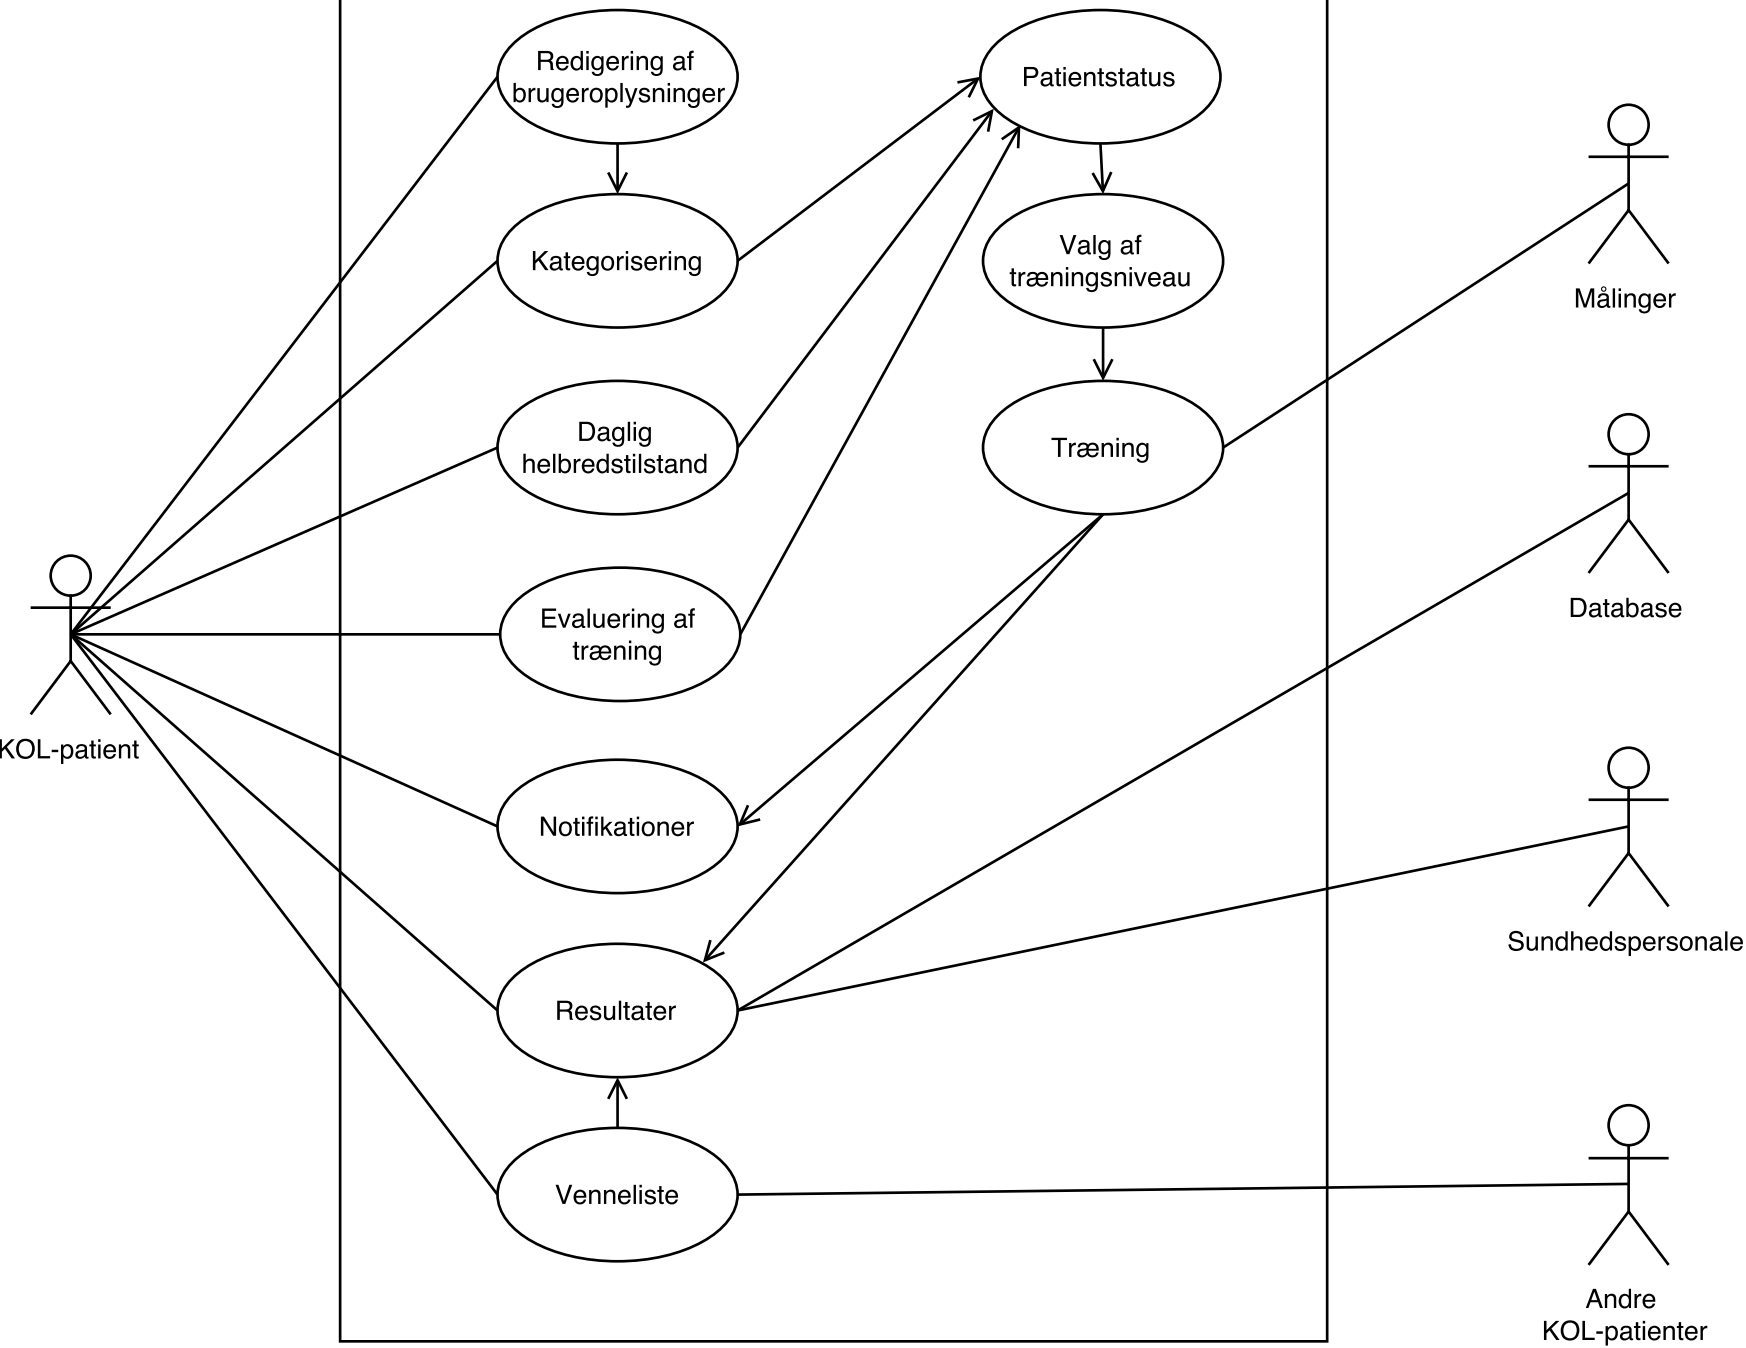 Redigering af
brugeroplysninger
Patientstatus
Kategorisering
Valg af
træningsniveau
Målinger
Daglig
helbredstilstand
Træning
Database
Evaluering af
træning
KOL-patient
Notifikationer
Sundhedspersonale
Resultater
Venneliste
Andre
KOL-patienter